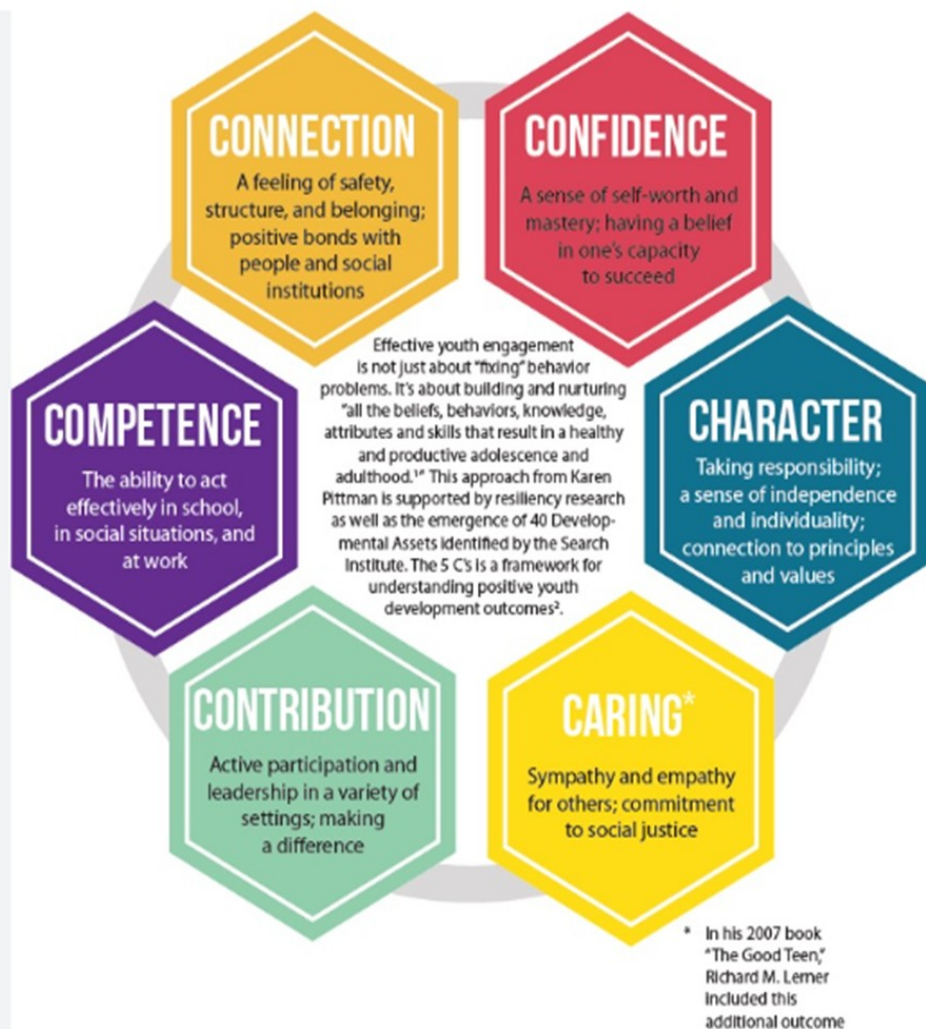 CONNECTION
A feeling of safety,
structure, and belonging;
positive bonds with
people and social
institutions
CONFIDENCE
A sense of self-worth and
mastery; having a belief
in one's capacity
to succeed
COMPETENCE
The ability to act
effectively in school,
in social situations, and
at work
Effective youth engagement
is not just about "fixing" behavior
problems. It's about building and nurturing
"all the beliefs, behaviors, knowledge,
attributes and skills that result in a healthy
and productive adolescence and
adulthood.¹" This approach from Karen
Pittman is supported by resiliency research
as well as the emergence of 40 Develop-
mental Assets identified by the Search
Institute. The 5 C's is a framework for
understanding positive youth
development outcomes².
CHARACTER
Taking responsibility;
a sense of independence
and individuality;
connection to principles
and values
CONTRIBUTION
Active participation and
leadership in a variety of
settings; making
a difference
CARING*
Sympathy and empathy
for others; commitment
to social justice
* In his 2007 book
"The Good Teen,"
Richard M. Lerner
included this
additional outcome